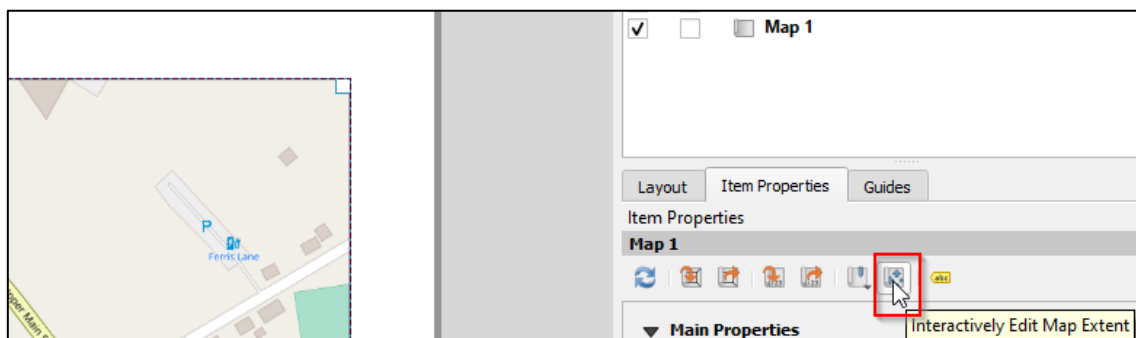 Map 1
P
Ferris Lane
Layout Item Properties Guides
Item Properties
Map 1
abc
Main Properties
Interactively Edit Map Extent